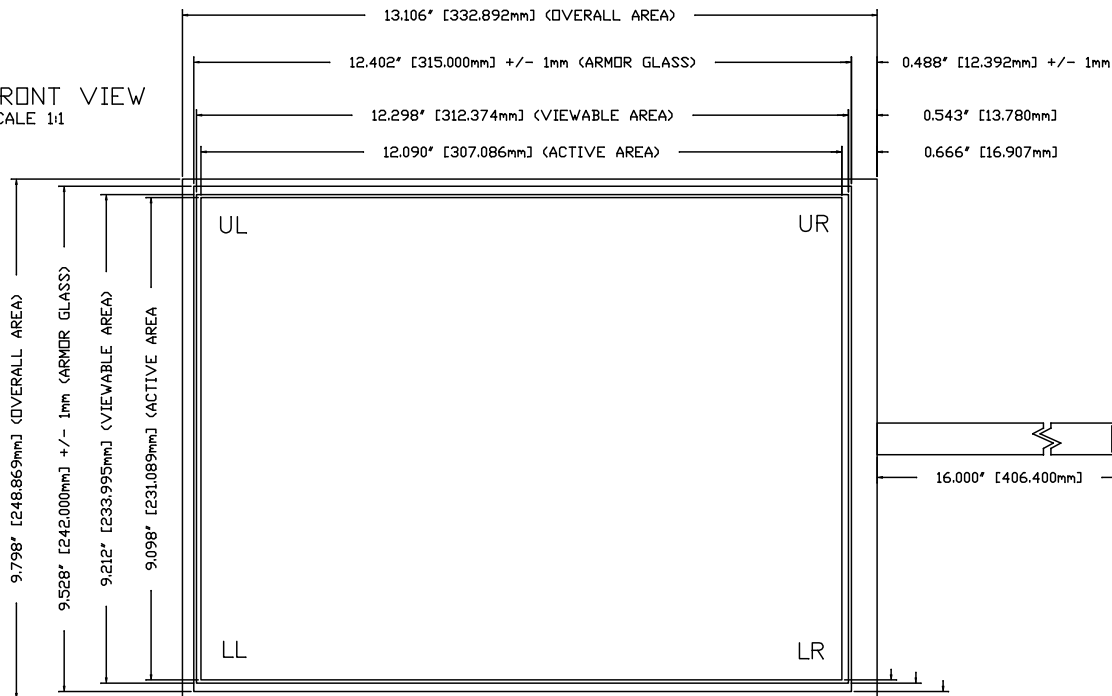 13.106" [332.892mm] (OVERALL AREA)
12.402" [315.000mm] +/- 1mm (ARMOR GLASS)
0.488" [12.392mm] +/- 1mm
RONT VIEW
CALE 1:1
12.298" [312.374mm] (VIEWABLE AREA)
0.543" [13.780mm]
12.090" [307.086mm] (ACTIVE AREA)
0.666" [16.907mm]
UL
UR
9.798" [248.869mm] (OVERALL AREA)
9.528" [242.000mm] +/- 1mm (ARMOR GLASS)
9.212" [233.995mm] (VIEWABLE AREA)
9.098" [231.089mm] (ACTIVE AREA
16.000" [406.400mm]
LL
LR